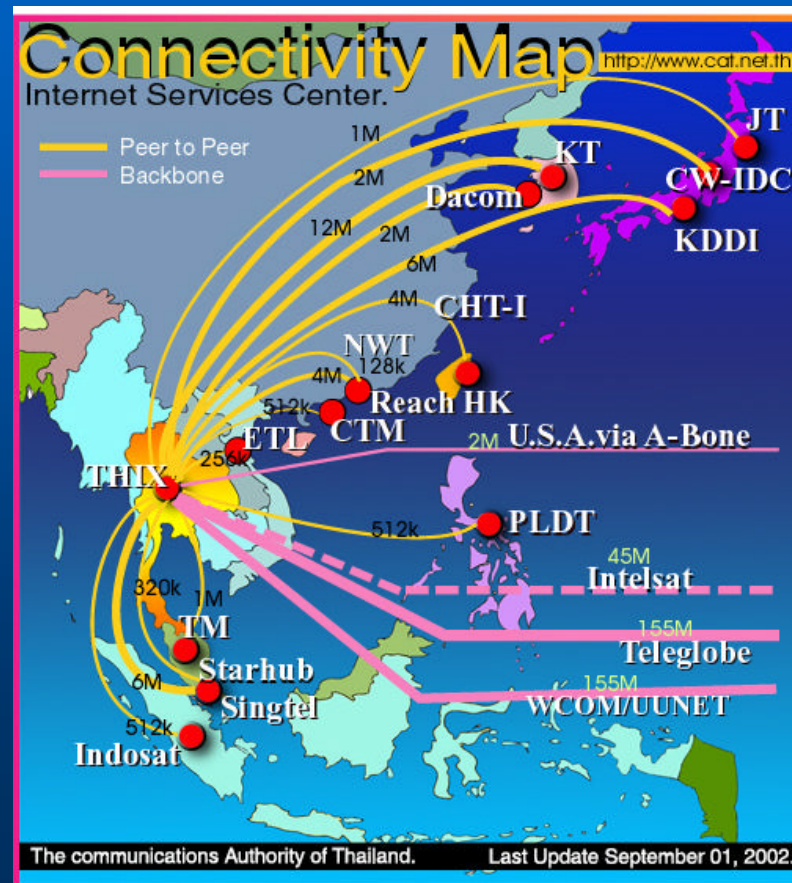 Connectivity Map
http://www.cat.net.th
Internet Services Center.
Peer to Peer
Backbone
1M
JT
2M
KT
CW-IDC
Dacom
12M
2M
KDDI
6M
4M
CHT-I
NWT
128k
4M
Reach HK
512k
CTM
ETL
2M
U.S.A.via A-Bone
256k
THIX
512k
PLDT
45M
Intelsat
320k
1M
TM
155M
Teleglobe
Starhub
6M
155M
Singtel
WCOM/UUNET
512k
Indosat
The communications Authority of Thailand.
Last Update September 01, 2002.